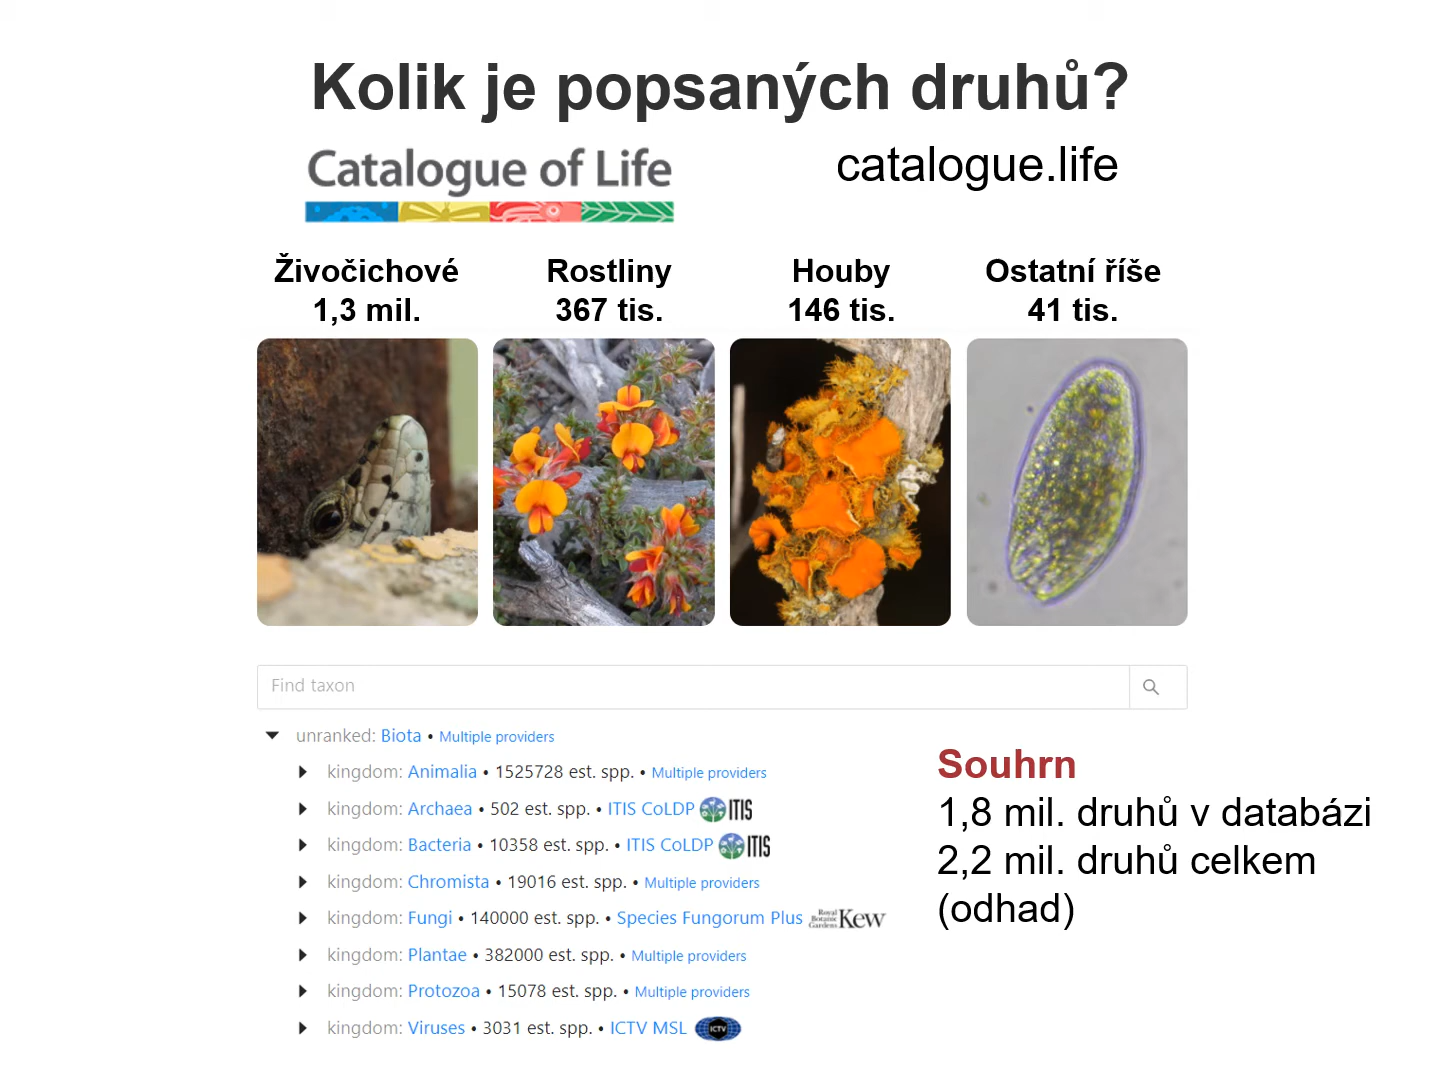 Kolik je popsaných druhů?
Catalogue of Life
catalogue.life
Živočichové
1,3 mil.
Rostliny
367 tis.
Houby
146 tis.
Ostatní říše
41 tis.
Find taxon
unranked: Biota • Multiple providers
kingdom: Animalia • 1525728 est. spp. • Multiple providers
kingdom: Archaea • 502 est. spp. • ITIS CoLDP ITIS
kingdom: Bacteria • 10358 est. spp. • ITIS CoLDP ITIS
kingdom: Chromista • 19016 est. spp. • Multiple providers
kingdom: Fungi • 140000 est. spp. • Species Fungorum Plus Royal Botanic Gardens Kew
kingdom: Plantae • 382000 est. spp. • Multiple providers
kingdom: Protozoa • 15078 est. spp. • Multiple providers
kingdom: Viruses • 3031 est. spp. • ICTV MSL ICTV
Souhrn
1,8 mil. druhů v databázi
2,2 mil. druhů celkem
(odhad)